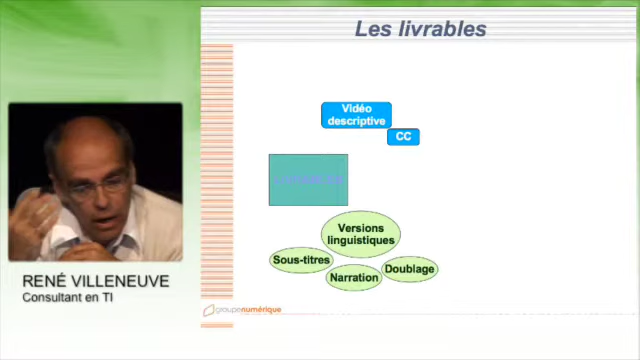 Les livrables
Vidéo
descriptive
CC
Versions
linguistiques
Sous-titres
Doublage
Narration
RENÉ VILLENEUVE
Consultant en TI
groupenumérique